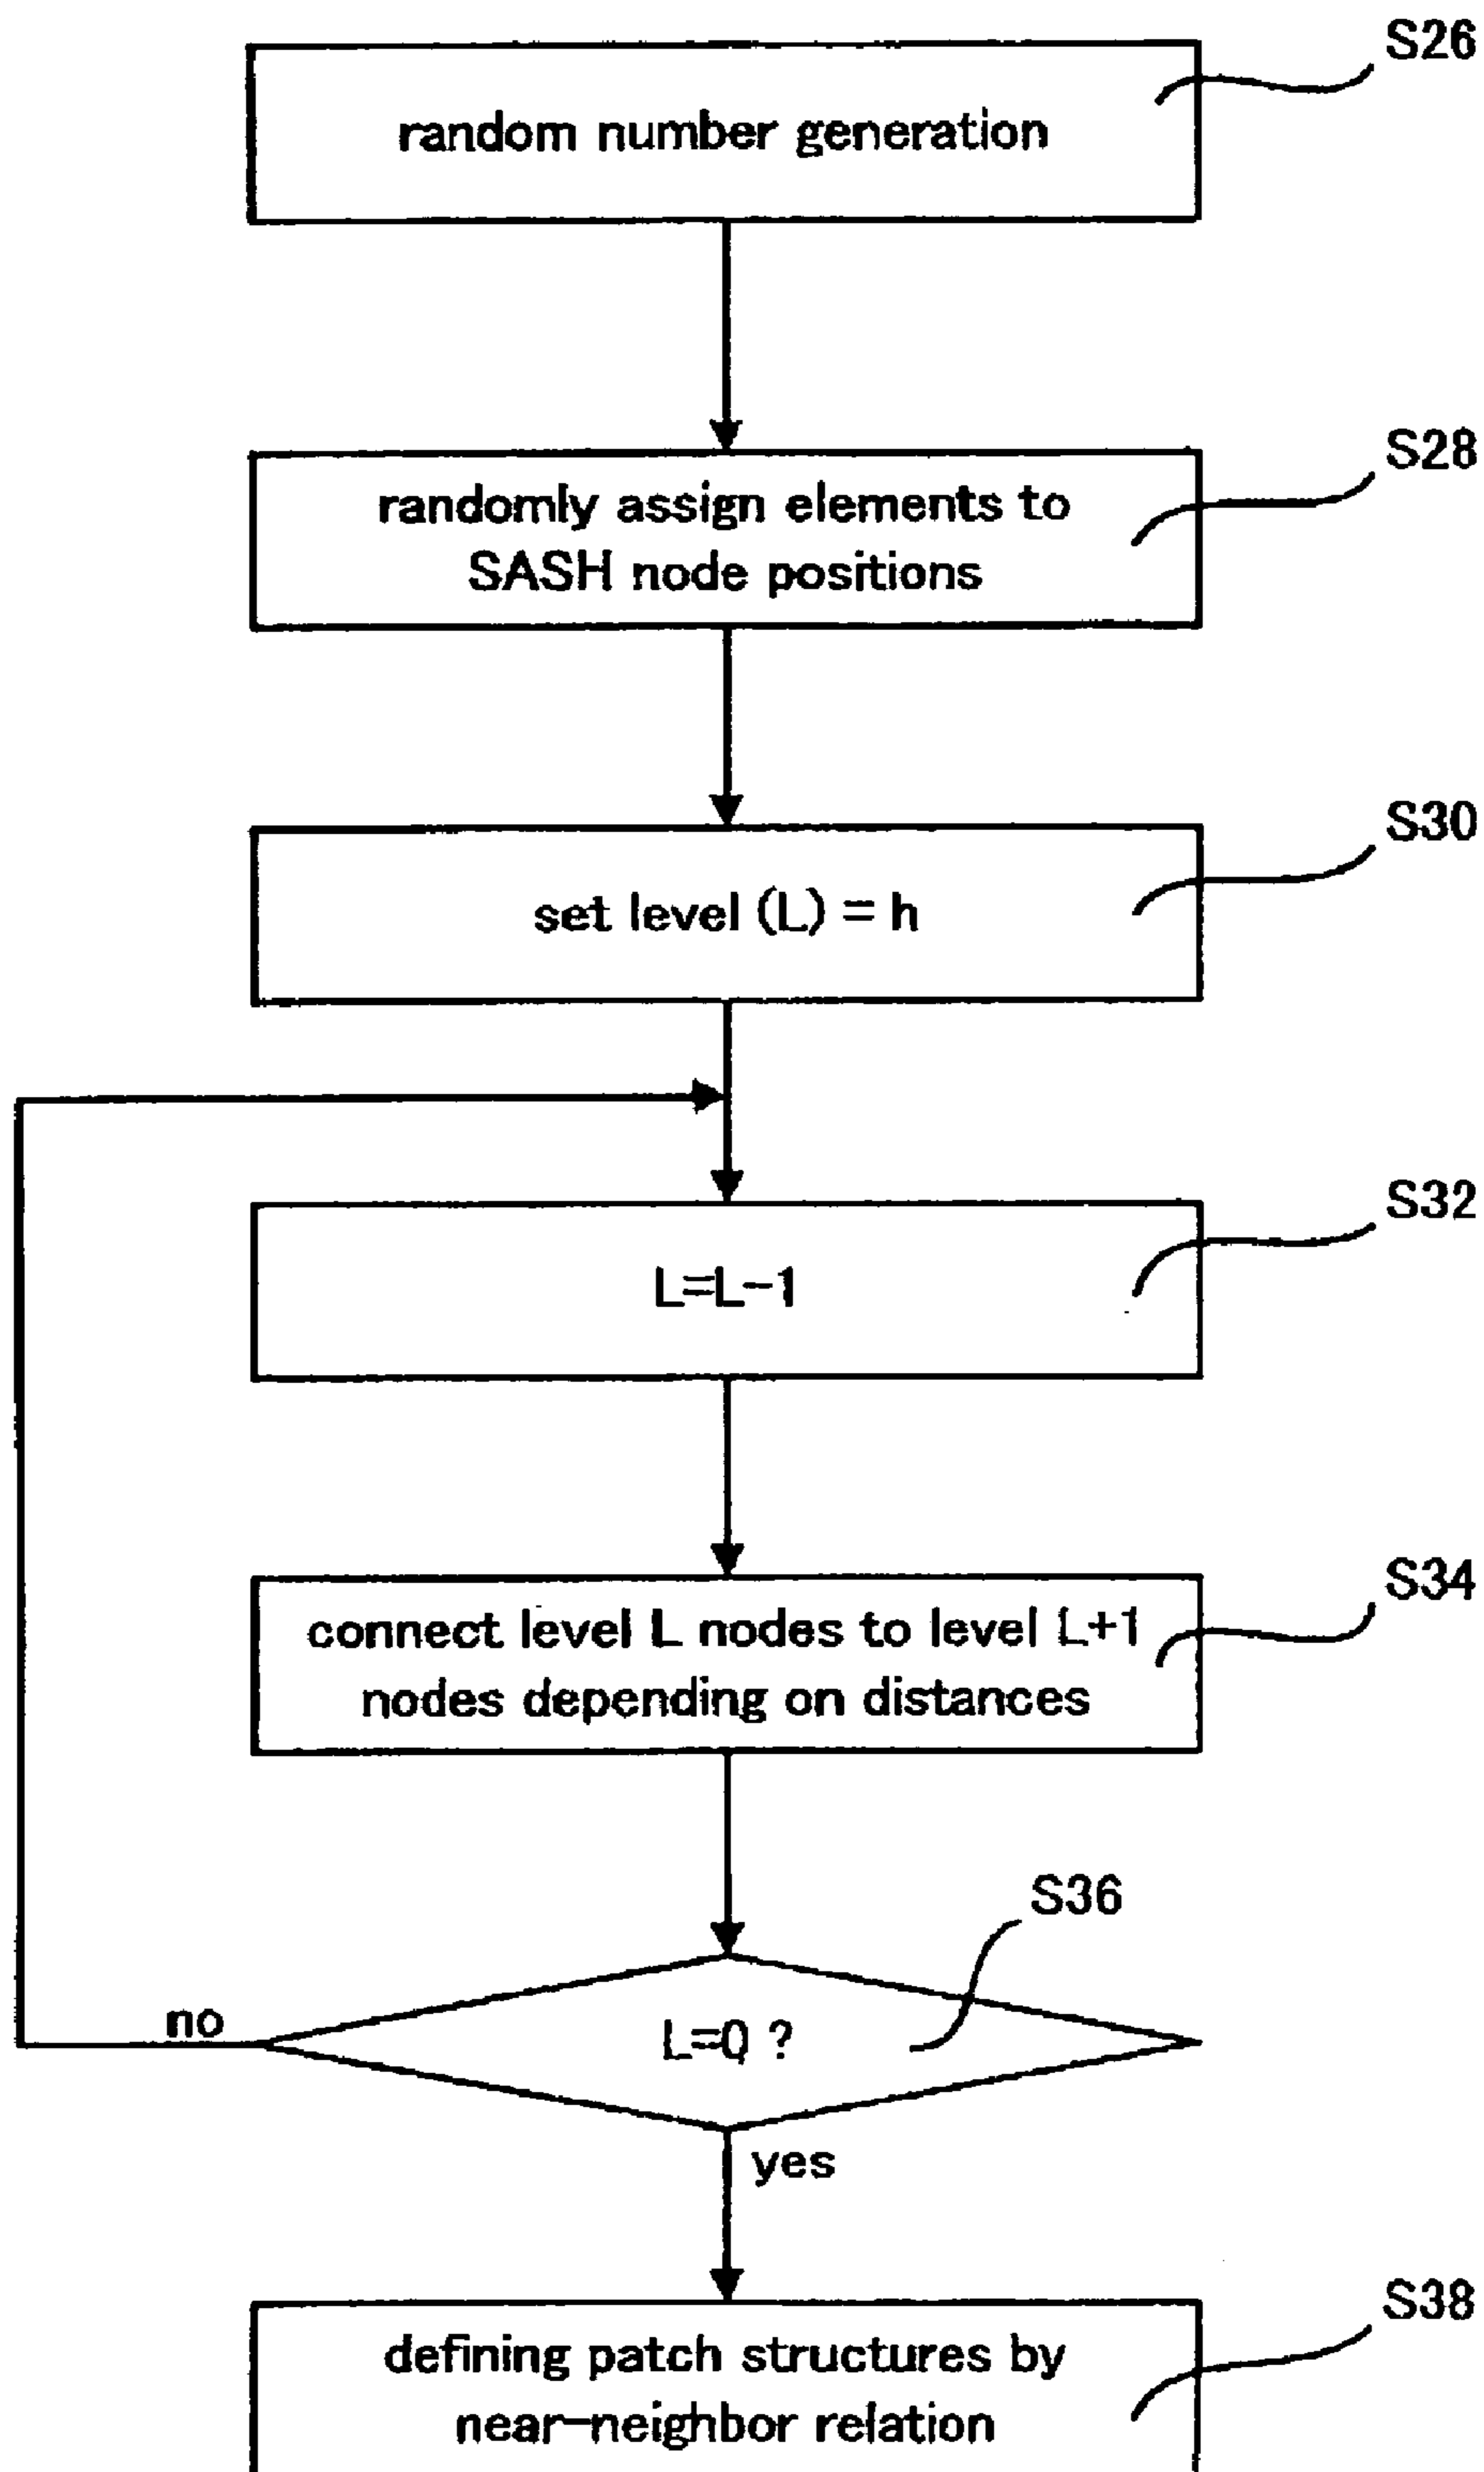 S26
random number generation
S28
randomly assign elements to
SASH node positions
S30
set level (L) = h
S32
L=L-1
S34
connect level L nodes to level L+1
nodes depending on distances
S36
L=0 ?
no
yes
S38
defining patch structures by
near-neighbor relation